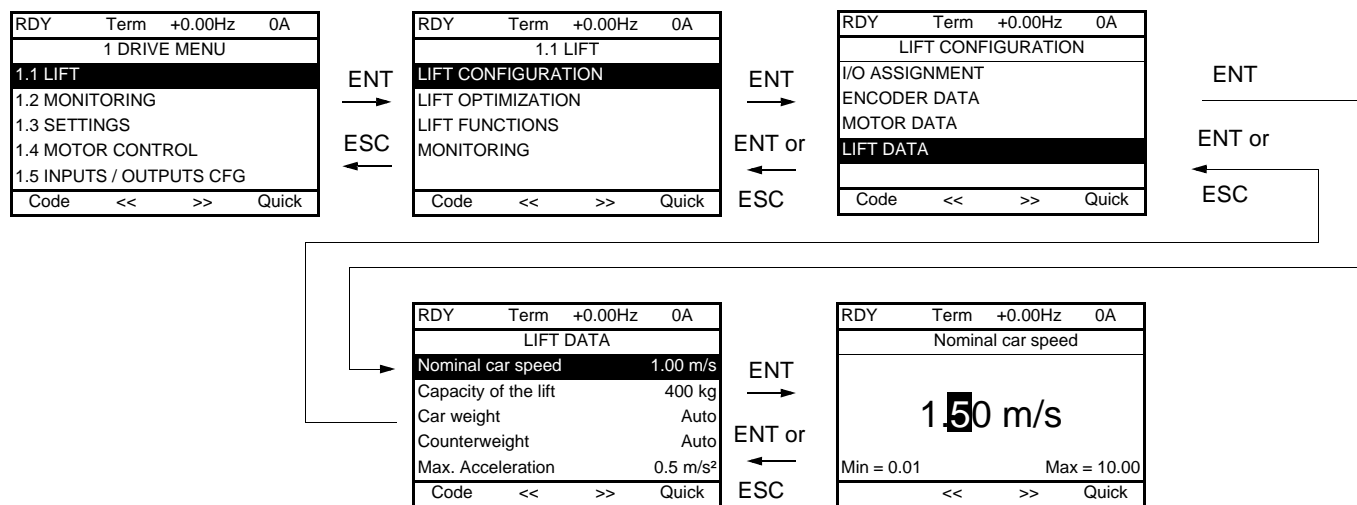 RDY Term +0.00Hz 0A
1 DRIVE MENU
1.1 LIFT
1.2 MONITORING
1.3 SETTINGS
1.4 MOTOR CONTROL
1.5 INPUTS / OUTPUTS CFG
Code << >> Quick
ENT
ESC
RDY Term +0.00Hz 0A
1.1 LIFT
LIFT CONFIGURATION
LIFT OPTIMIZATION
LIFT FUNCTIONS
MONITORING
Code << >> Quick
ENT
ENT or
ESC
RDY Term +0.00Hz 0A
LIFT CONFIGURATION
I/O ASSIGNMENT
ENCODER DATA
MOTOR DATA
LIFT DATA
Code << >> Quick
ENT
ENT or
ESC
RDY Term +0.00Hz 0A
LIFT DATA
Nominal car speed 1.00 m/s
Capacity of the lift 400 kg
Car weight Auto
Counterweight Auto
Max. Acceleration 0.5 m/s²
Code << >> Quick
ENT
ENT or
ESC
RDY Term +0.00Hz 0A
Nominal car speed
1.50 m/s
Min = 0.01 Max = 10.00
<< >> Quick